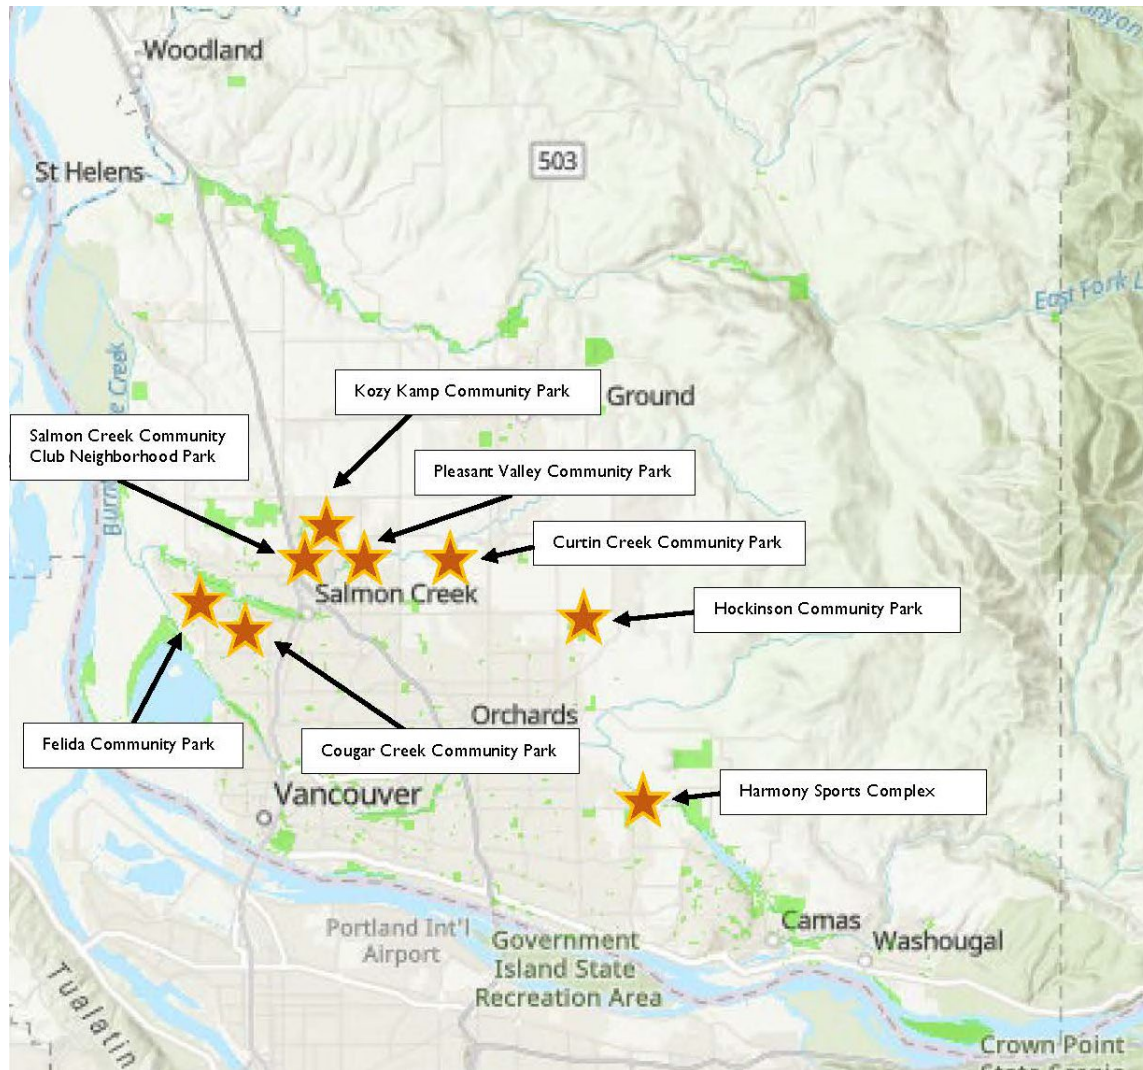 Woodland
503
St Helens
East Fork L
Kozy Kamp Community Park
Ground
Salmon Creek Community
Club Neighborhood Park
Pleasant Valley Community Park
Creek
Curtin Creek Community Park
Salmon Creek
Hockinson Community Park
Orchards
Felida Community Park
Cougar Creek Community Park
Vancouver
Harmony Sports Complex
Portland Int'l
Airport
Government
Island State
Recreation Area
Camas
Washougal
Tualatin
Crown Point